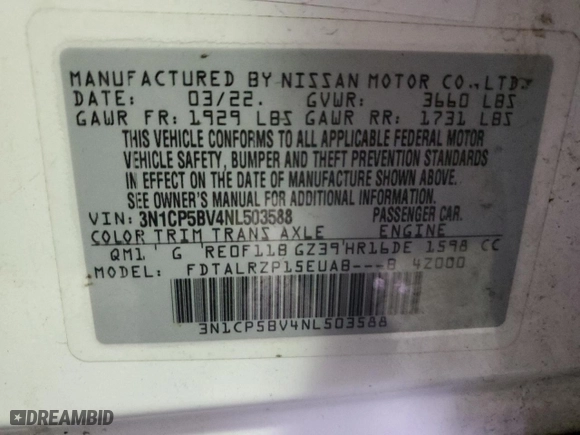 MANUFACTURED BY NISSAN MOTOR CO., LTD.
DATE: 03/22. GVWR: 3660 LBS
GAWR FR: 1929 LBS GAWR RR: 1731 LBS
THIS VEHICLE CONFORMS TO ALL APPLICABLE FEDERAL MOTOR
VEHICLE SAFETY, BUMPER AND THEFT PREVENTION STANDARDS
IN EFFECT ON THE DATE OF MANUFACTURE SHOWN ABOVE.
SEE OWNER'S MANUAL FOR ADDITIONAL INFORMATION.
VIN: 3N1CP5BV4NL503588 PASSENGER CAR.
COLOR TRIM TRANS AXLE ENGINE
QM1 ' G ' RE0F11B GZ39'HR16DE 1598 CC
MODEL: FDTALRZP15EUAB---B 42000
3N1CP5BV4NL503588
DREAMBID